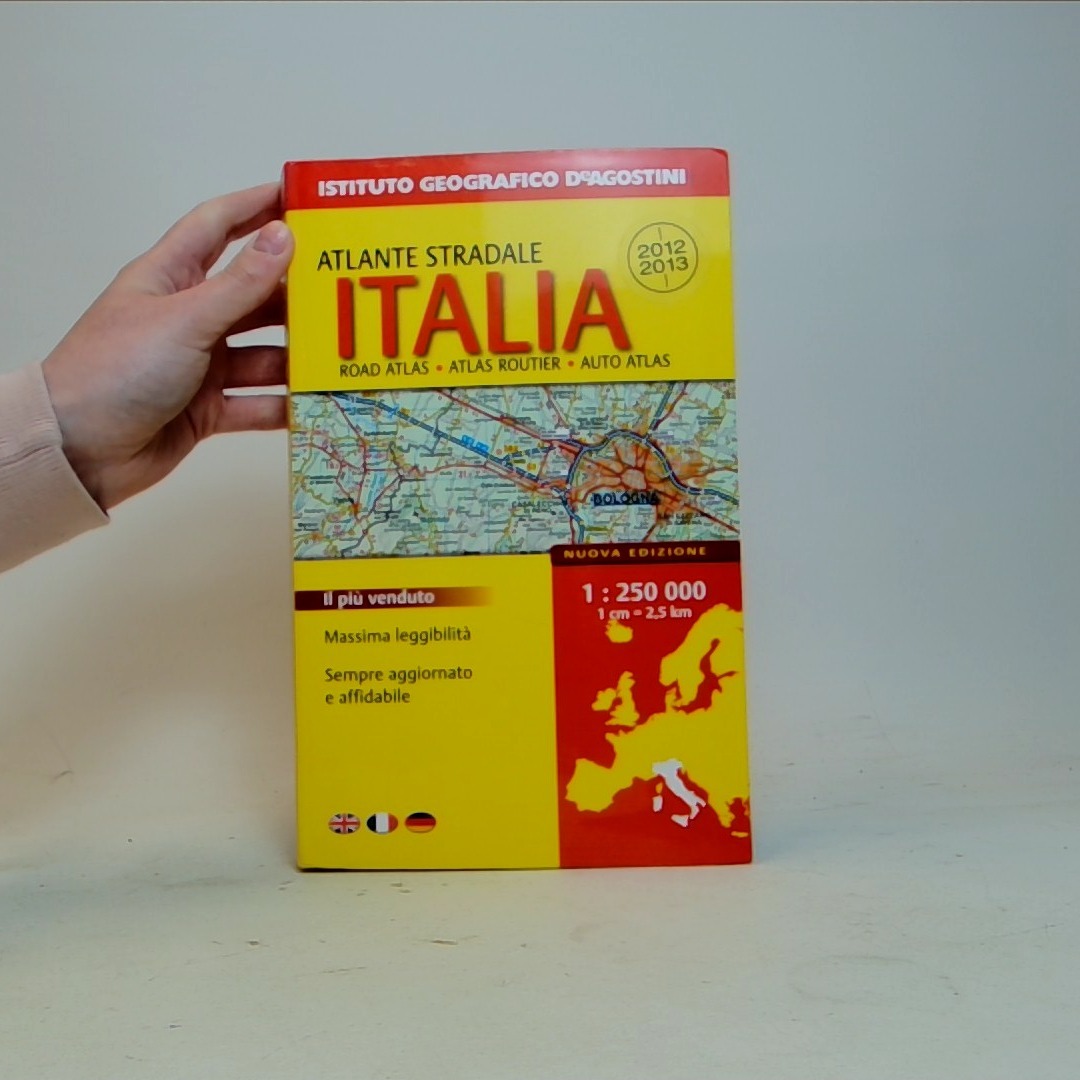 ISTITUTO GEOGRAFICO DeAGOSTINI
ATLANTE STRADALE
2012
2013
ITALIA
ROAD ATLAS • ATLAS ROUTIER • AUTO ATLAS
BOLOGNA
NUOVA EDIZIONE
Il più venduto
1 : 250 000
1 cm = 2,5 km
Massima leggibilità
Sempre aggiornato
e affidabile